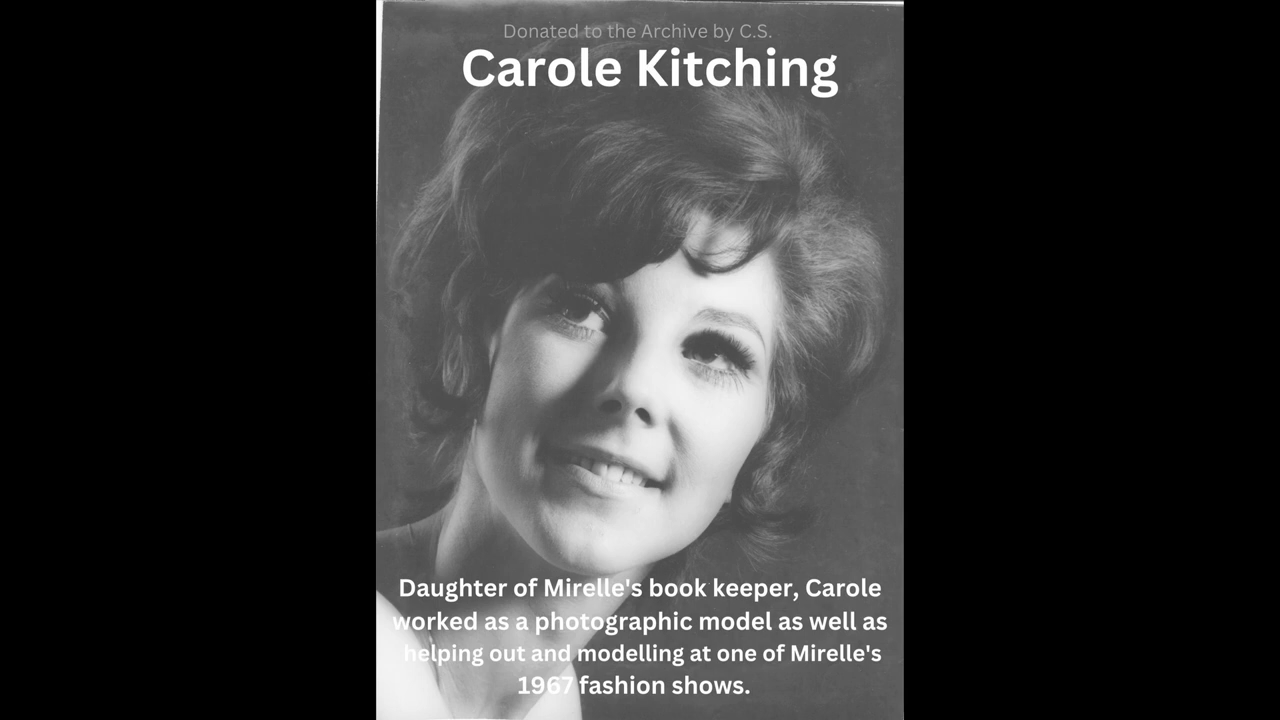 Donated to the Archive by C.S.
Carole Kitching
Daughter of Mirelle's book keeper, Carole
worked as a photographic model as well as
helping out and modelling at one of Mirelle's
1967 fashion shows.